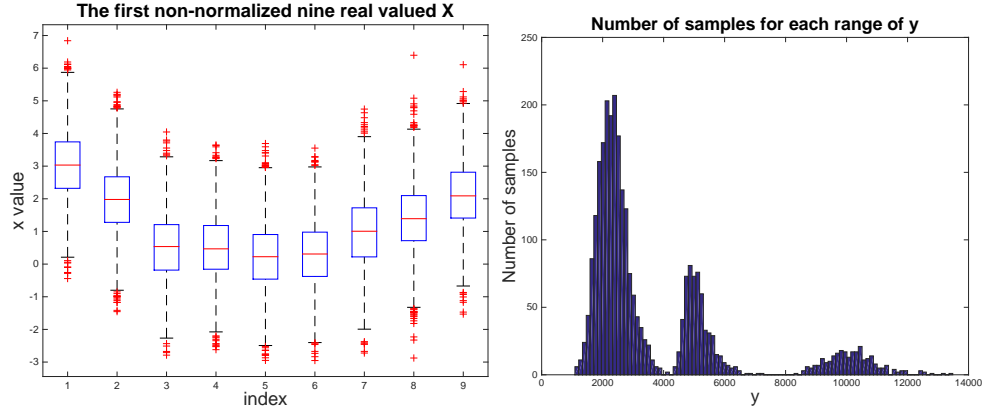 The first non-normalized nine real valued X
7
6
5
4
3
2
1
0
-1
-2
-3
x value
1 2 3 4 5 6 7 8 9
index
Number of samples for each range of y
250
200
150
100
50
0
Number of samples
0 2000 4000 6000 8000 10000 12000 14000
y